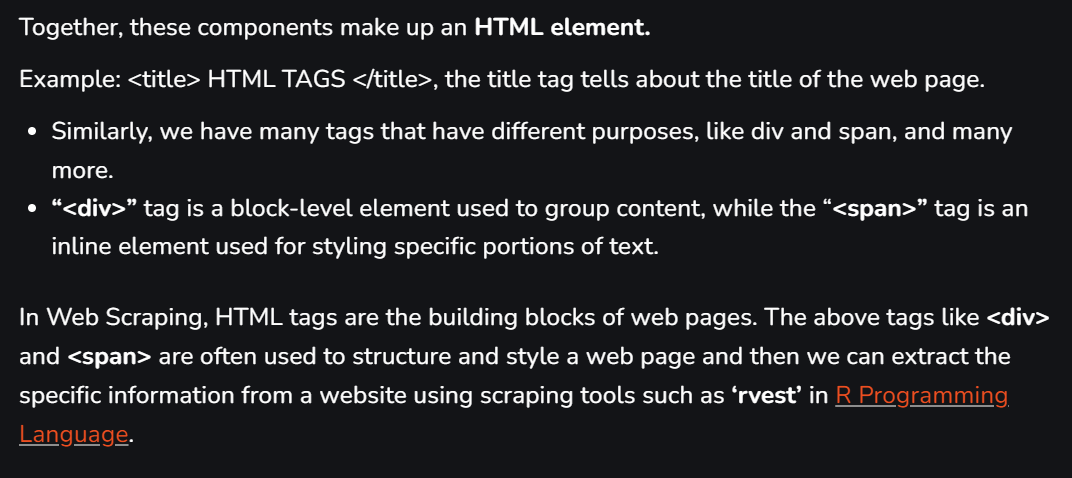 Together, these components make up an HTML element.
Example: <title> HTML TAGS </title>, the title tag tells about the title of the web page.
• Similarly, we have many tags that have different purposes, like div and span, and many
more.
• “<div>” tag is a block-level element used to group content, while the “<span>” tag is an
inline element used for styling specific portions of text.
In Web Scraping, HTML tags are the building blocks of web pages. The above tags like <div>
and <span> are often used to structure and style a web page and then we can extract the
specific information from a website using scraping tools such as ‘rvest’ in R Programming
Language.